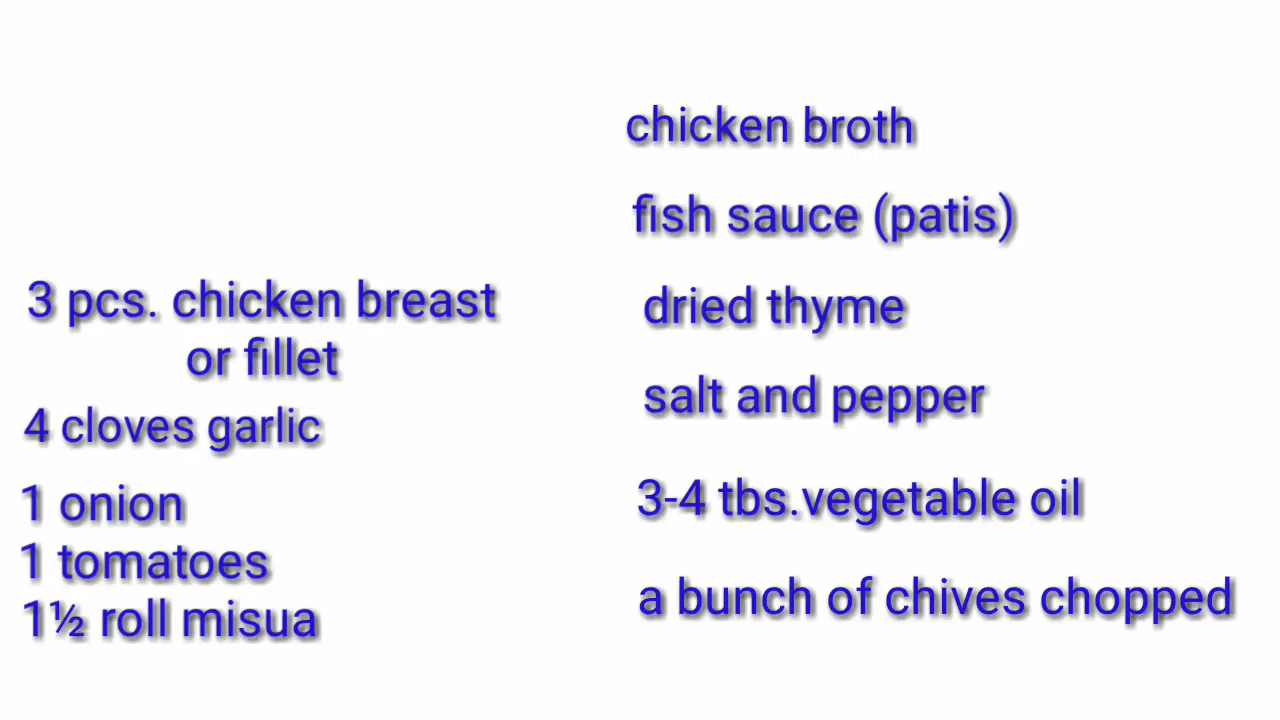 3 pcs. chicken breast
or fillet
4 cloves garlic
1 onion
1 tomatoes
1½ roll misua
chicken broth
fish sauce (patis)
dried thyme
salt and pepper
3-4 tbs.vegetable oil
a bunch of chives chopped